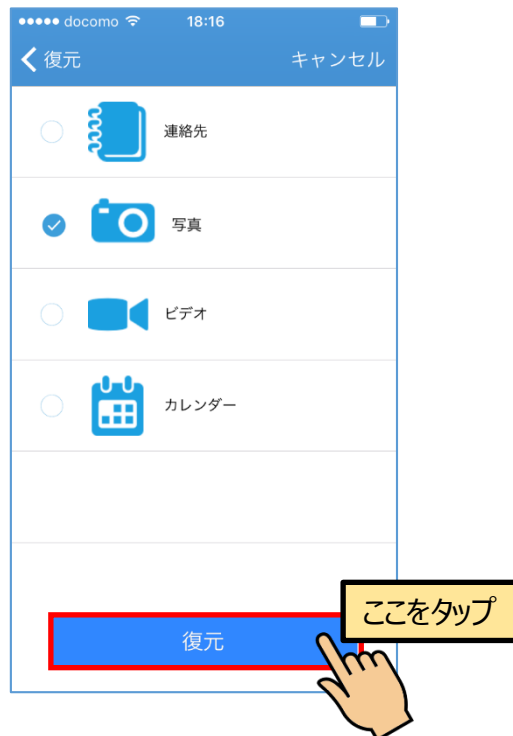 docomo 18:16
復元 キャンセル
連絡先
写真
ビデオ
カレンダー
ここをタップ
復元